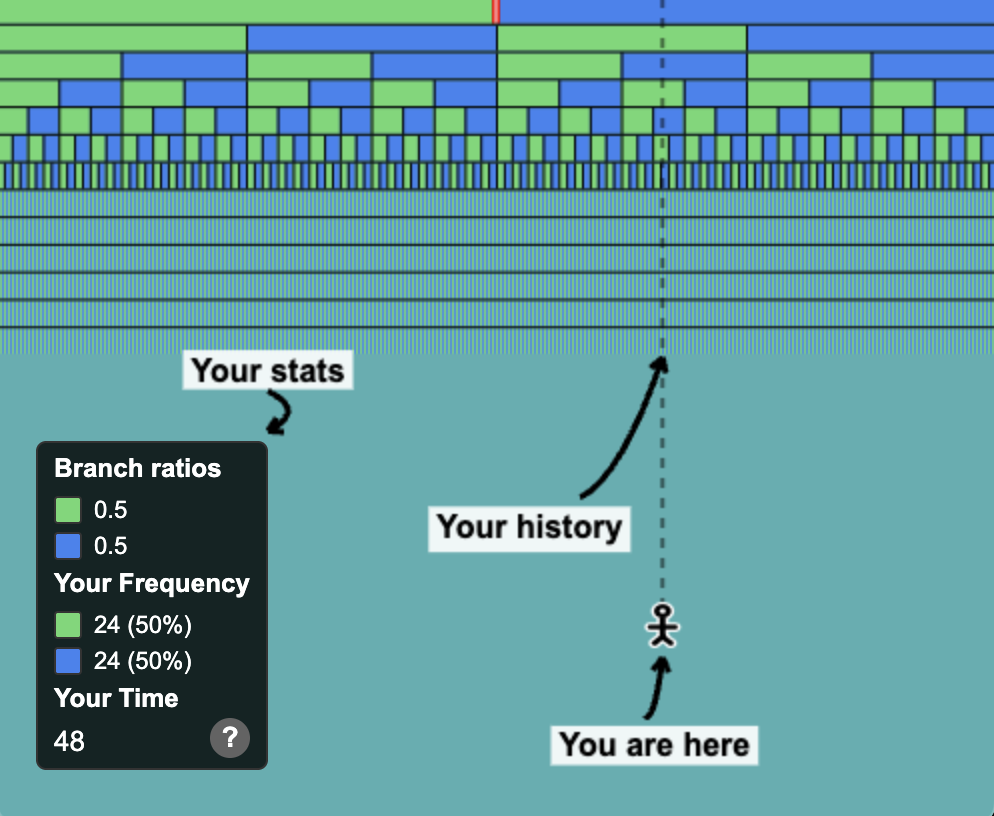 Your stats
Branch ratios
0.5
0.5
Your Frequency
24 (50%)
24 (50%)
Your Time
48
?
Your history
You are here